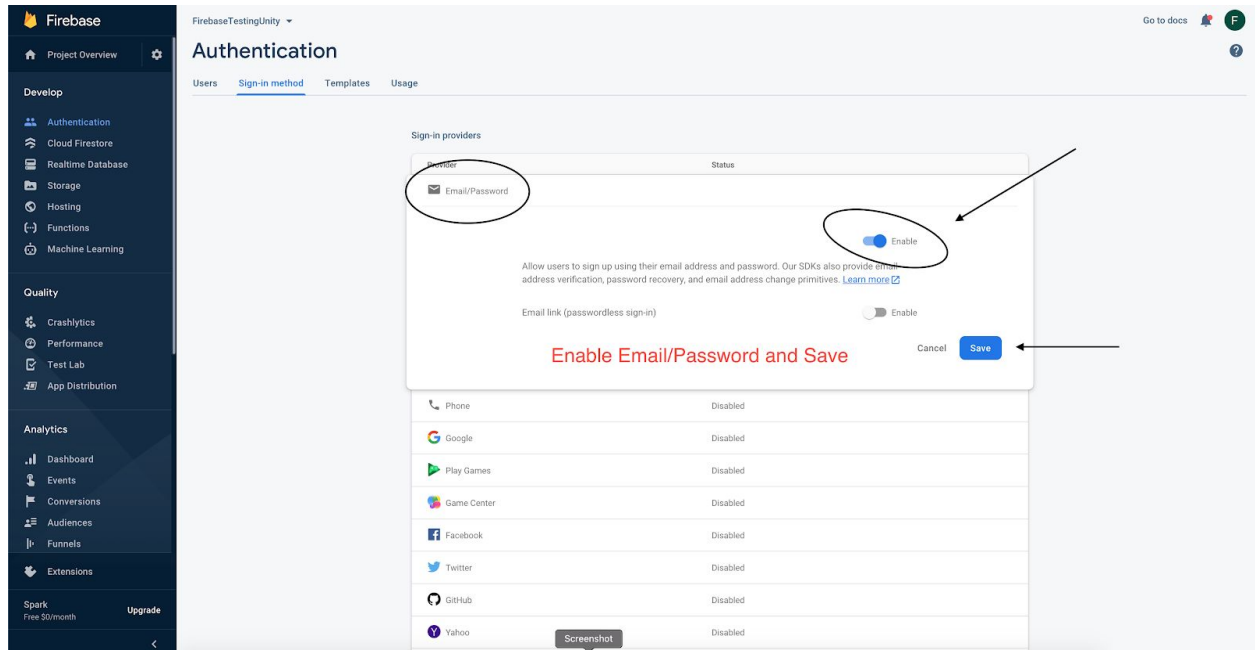 Firebase
Project Overview
Develop
Authentication
Cloud Firestore
Realtime Database
Storage
Hosting
Functions
Machine Learning
Quality
Crashlytics
Performance
Test Lab
App Distribution
Analytics
Dashboard
Events
Conversions
Audiences
Funnels
Extensions
Spark
Free $0/month
Upgrade
FirebaseTestingUnity
Go to docs
F
Authentication
Users Sign-in method Templates Usage
Sign-in providers
Provider Status
Email/Password
Enable
Allow users to sign up using their email address and password. Our SDKs also provide email
address verification, password recovery, and email address change primitives. Learn more
Email link (passwordless sign-in) Enable
Enable Email/Password and Save
Cancel Save
Phone Disabled
Google Disabled
Play Games Disabled
Game Center Disabled
Facebook Disabled
Twitter Disabled
GitHub Disabled
Yahoo Disabled
Screenshot